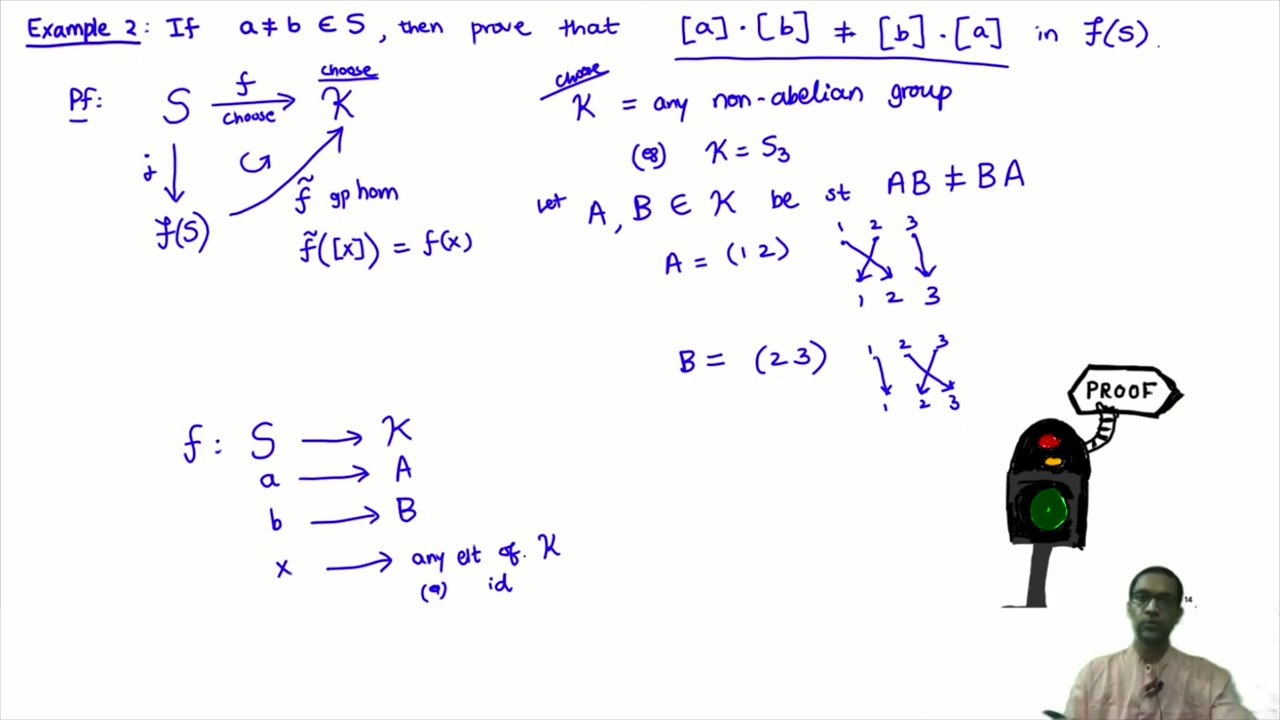 Example 2: If a ≠ b ∈ S, then prove that [a]·[b] ≠ [b]·[a] in F(S).
Pf: S f choose K choose
j
F(S)
f̃ gp hom
f̃([x]) = f(x)
choose
K = any non-abelian group
(eg) K = S3
Let A, B ∈ K be st AB ≠ BA
A = (1 2)
1 2 3
1 2 3
B = (2 3)
1 2 3
1 2 3
f: S → K
a → A
b → B
x → any elt of K
(eg) id
PROOF
14